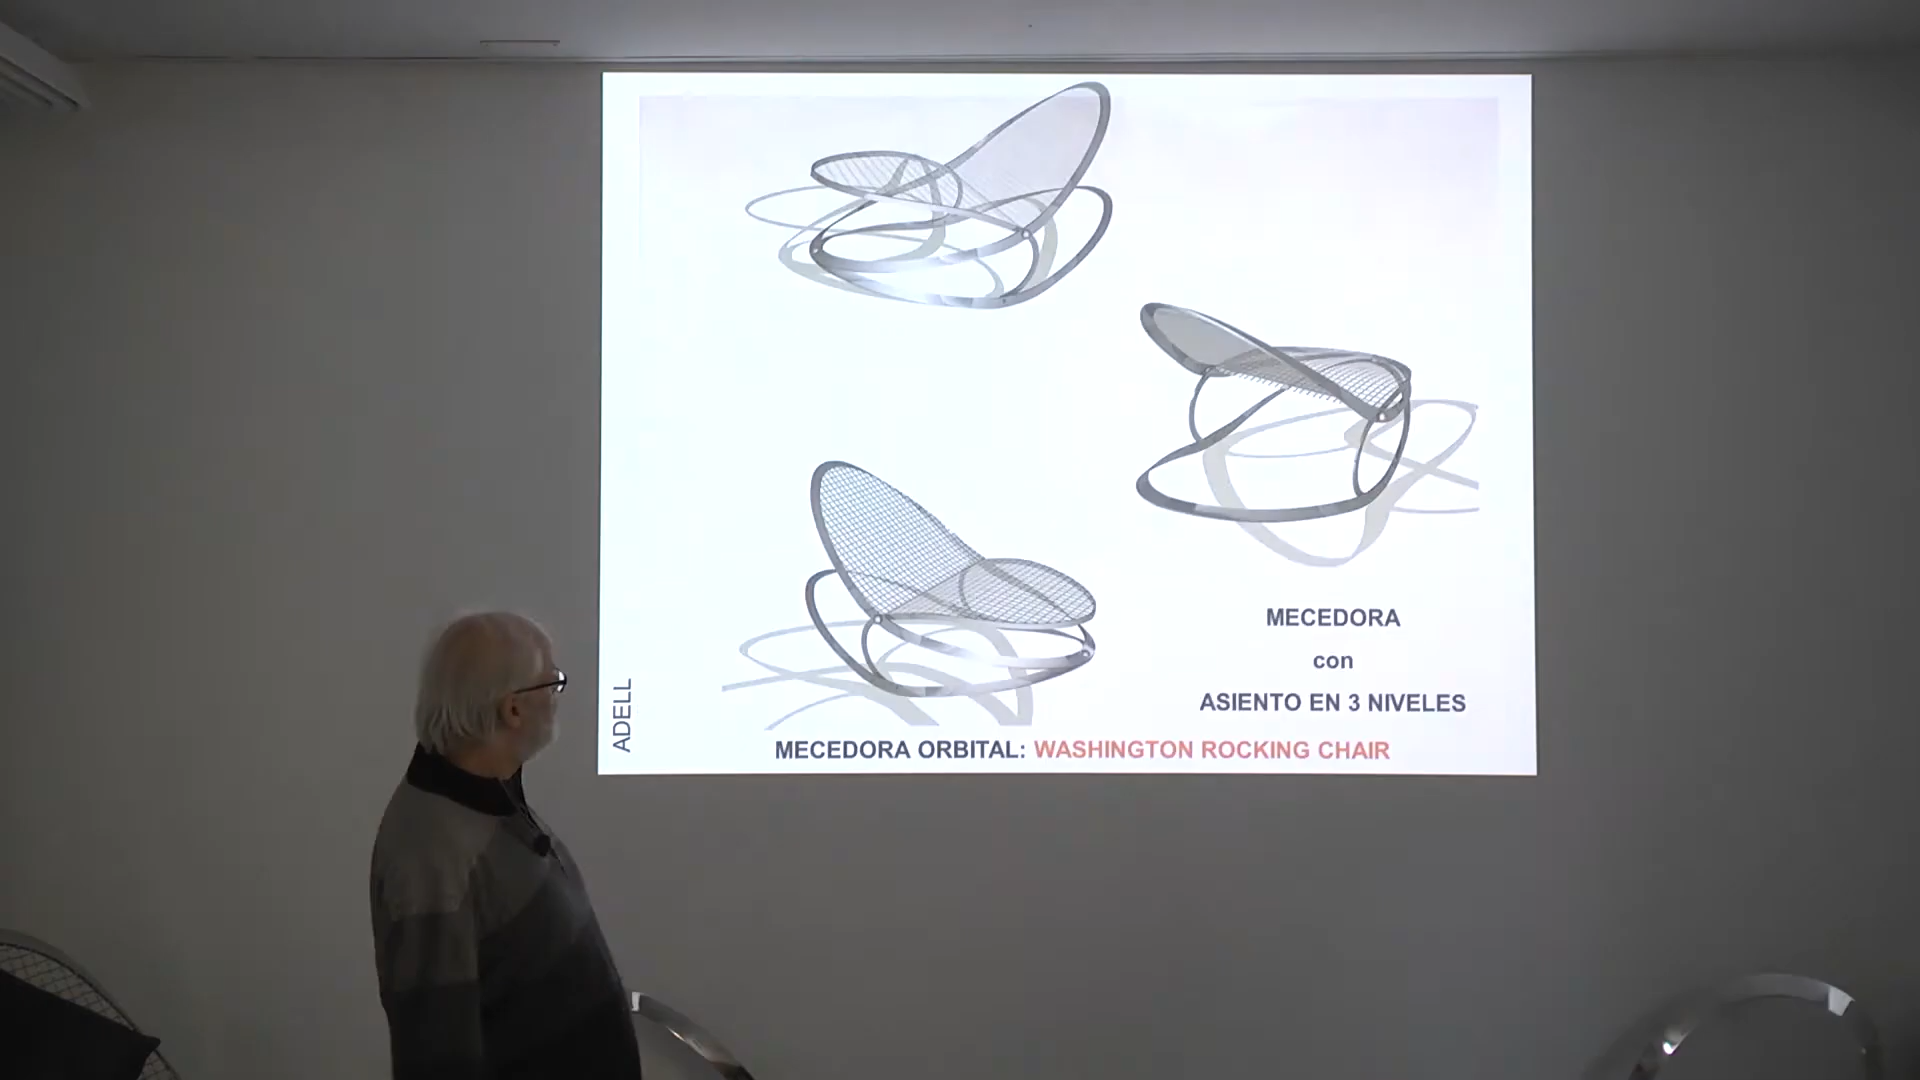 MECEDORA
con
ASIENTO EN 3 NIVELES
ADELL
MECEDORA ORBITAL: WASHINGTON ROCKING CHAIR